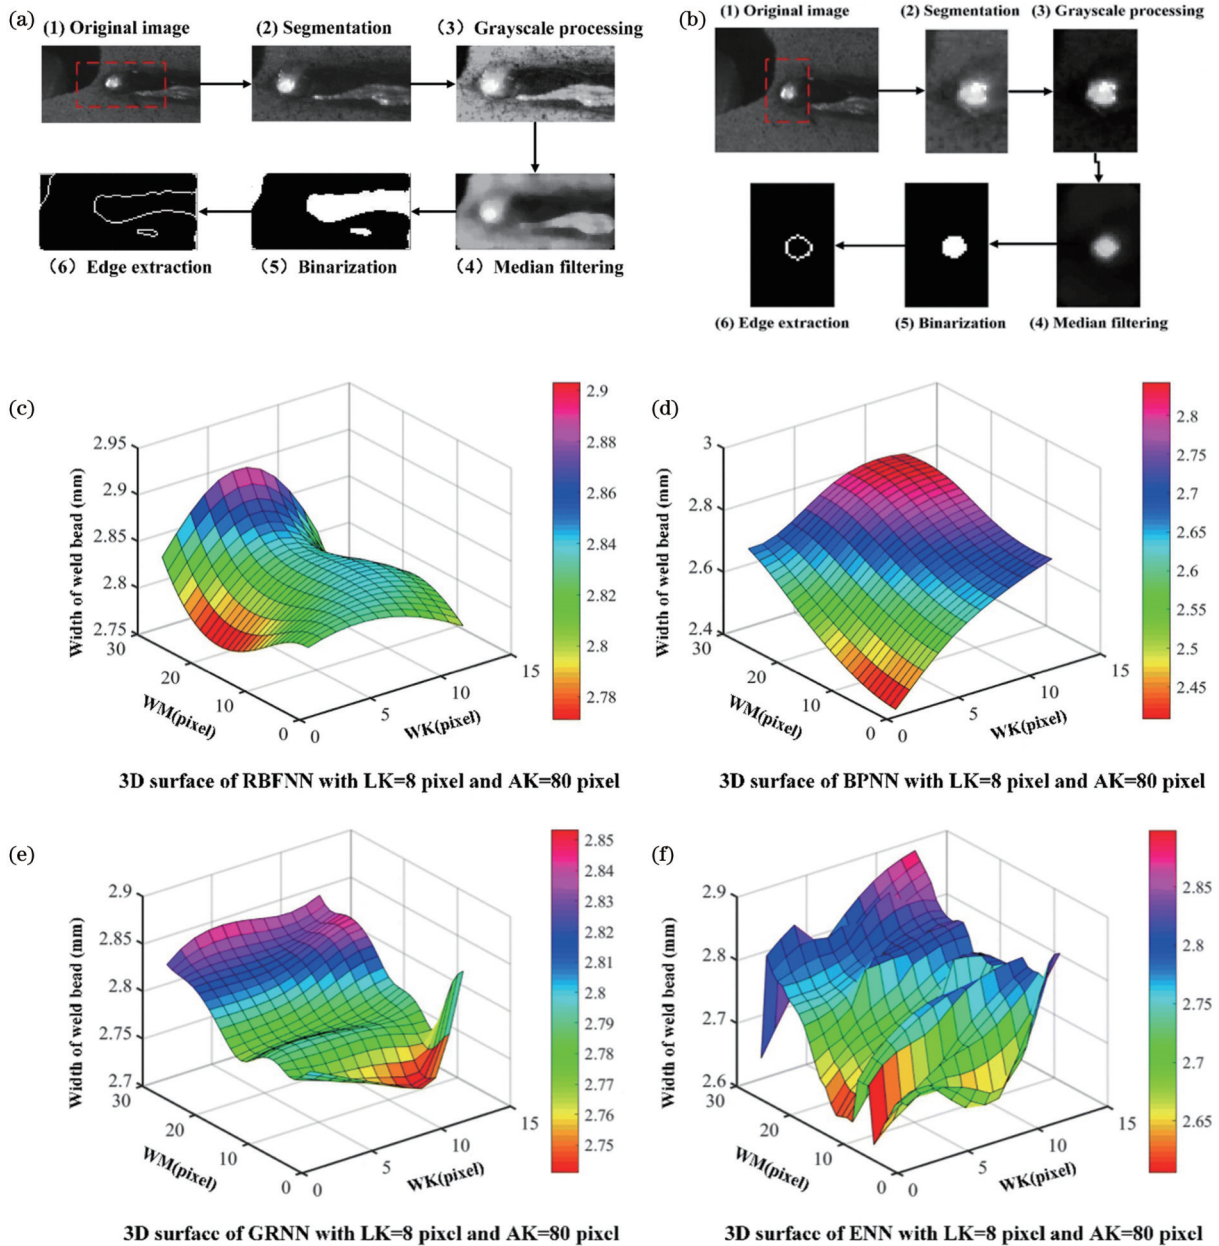 (a)
(1) Original image
(2) Segmentation
(3) Grayscale processing
(6) Edge extraction
(5) Binarization
(4) Median filtering
(b)
(1) Original image
(2) Segmentation
(3) Grayscale processing
(6) Edge extraction
(5) Binarization
(4) Median filtering
(c)
Width of weld bead (mm)
2.95
2.9
2.85
2.8
2.75
30
20
10
0
WM(pixel)
0
5
10
15
WK(pixel)
2.9
2.88
2.86
2.84
2.82
2.8
2.78
3D surface of RBFNN with LK=8 pixel and AK=80 pixel
(d)
Width of weld bead (mm)
3
2.8
2.6
2.4
30
20
10
0
WM(pixel)
0
5
10
15
WK(pixel)
2.8
2.75
2.7
2.65
2.6
2.55
2.5
2.45
3D surface of BPNN with LK=8 pixel and AK=80 pixel
(e)
Width of weld bead (mm)
2.9
2.85
2.8
2.75
2.7
30
20
10
0
WM(pixel)
0
5
10
15
WK(pixel)
2.85
2.84
2.83
2.82
2.81
2.8
2.79
2.78
2.77
2.76
2.75
3D surface of GRNN with LK=8 pixel and AK=80 pixel
(f)
Width of weld bead (mm)
2.9
2.8
2.7
2.6
30
20
10
0
WM(pixel)
0
5
10
15
WK(pixel)
2.85
2.8
2.75
2.7
2.65
3D surface of ENN with LK=8 pixel and AK=80 pixel